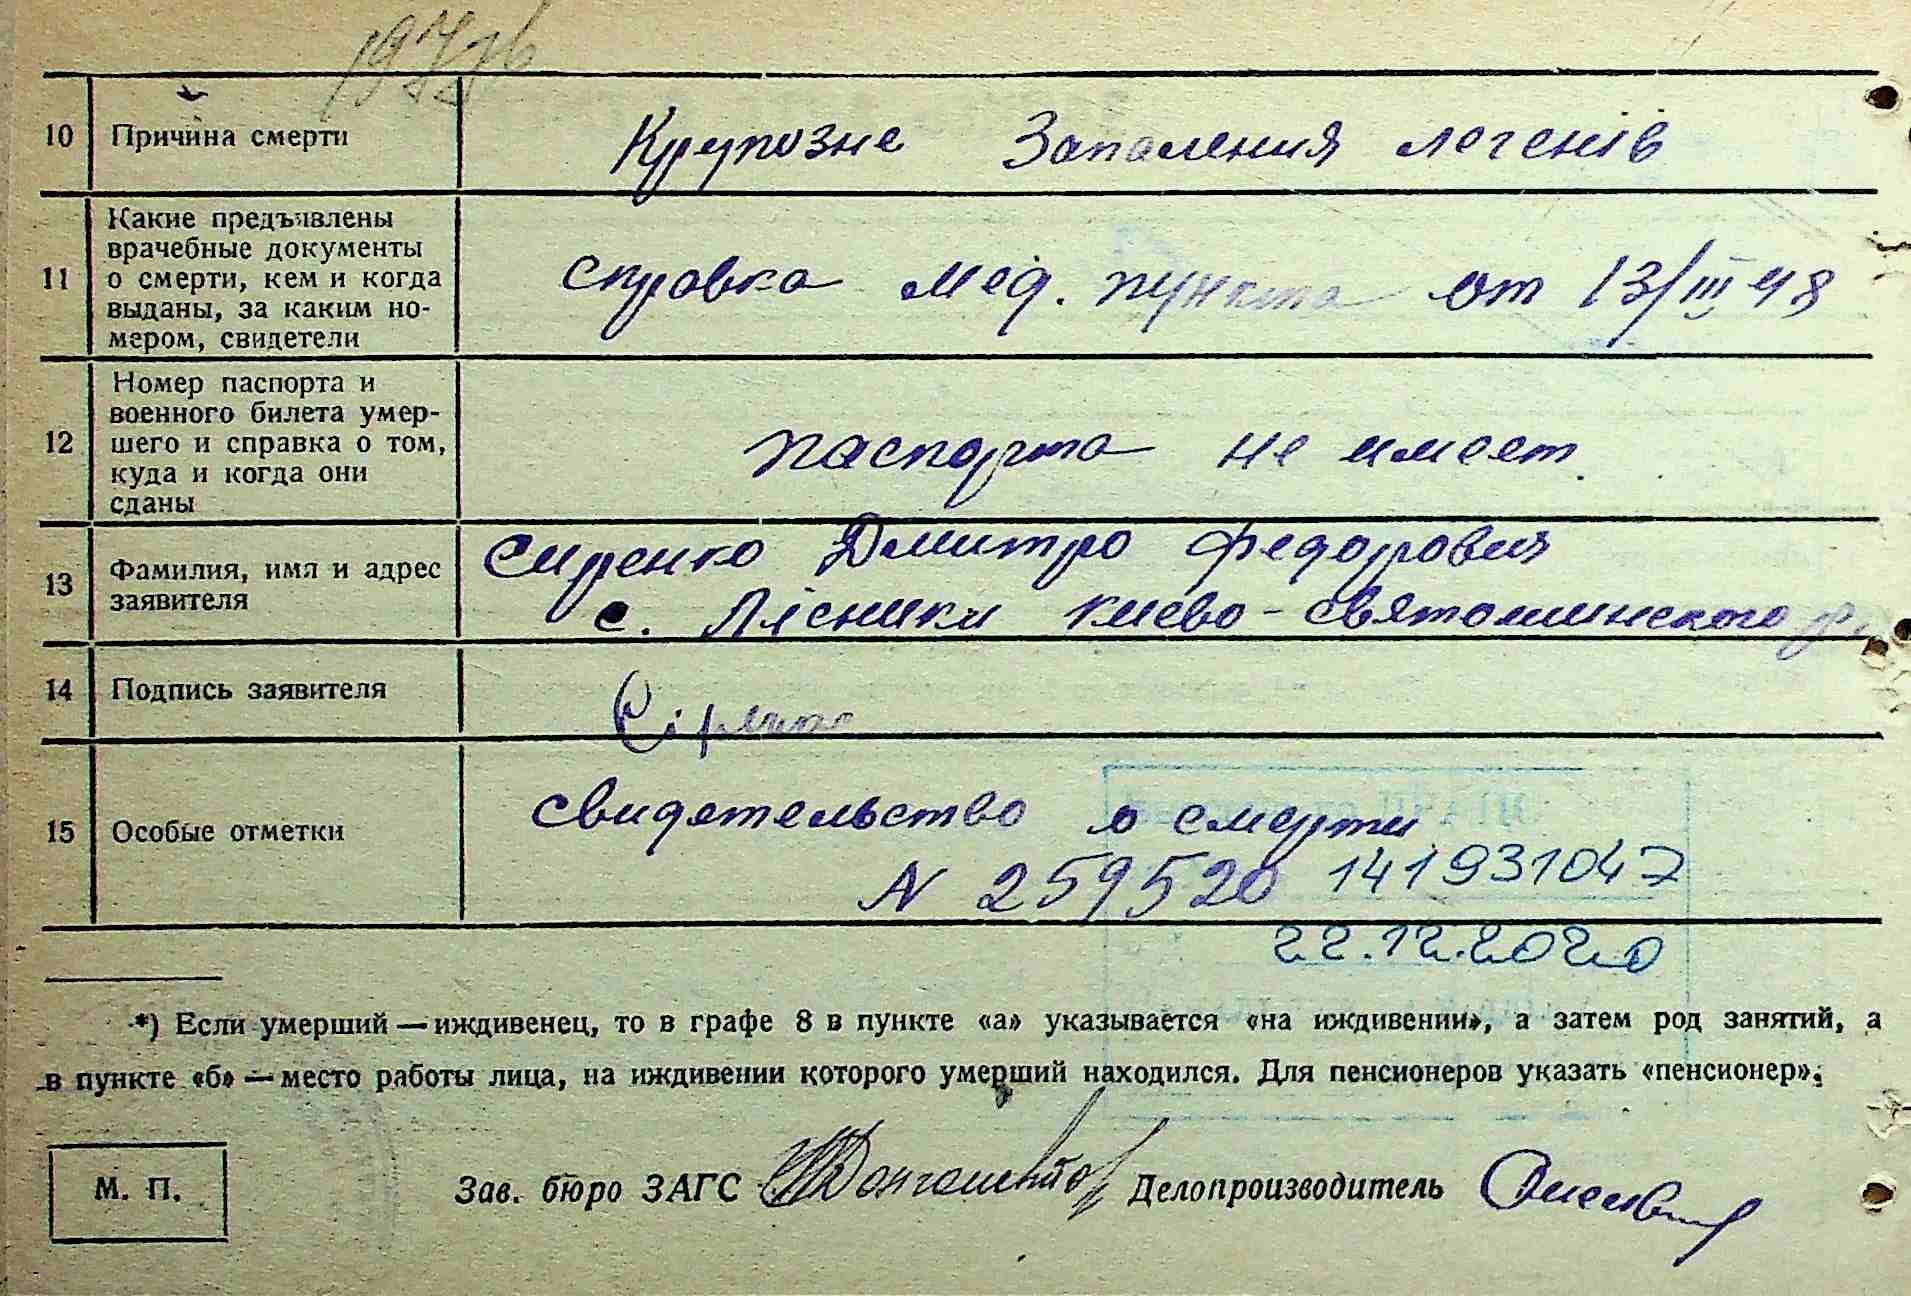 10 Причина смерти Крупозне Запаления легенів
11 Какие предъявлены
врачебные документы
о смерти, кем и когда
выданы, за каким но-
мером, свидетели
справка мед. пункта от 13/III 48
12 Номер паспорта и
военного билета умер-
шего и справка о том,
куда и когда они
сданы
паспорта не имеет.
13 Фамилия, имя и адрес
заявителя
Сиренко Дмитро Федорович
с. Лісники киево-святошинского р.
14 Подпись заявителя
15 Особые отметки
свидетельство о смерти
N 259520 141931047
22.12.2020
*) Если умерший — иждивенец, то в графе 8 в пункте «а» указывается «на иждивении», а затем род занятий, а
в пункте «б» — место работы лица, на иждивении которого умерший находился. Для пенсионеров указать «пенсионер».
М. П. Зав. бюро ЗАГС Делопроизводитель